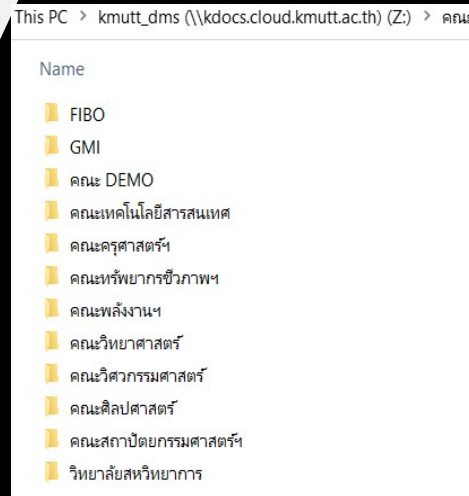 This PC > kmutt_dms (\\kdocs.cloud.kmutt.ac.th) (Z:) > คณะ
Name
FIBO
GMI
คณะ DEMO
คณะเทคโนโลยีสารสนเทศ
คณะครุศาสตร์ฯ
คณะทรัพยากรชีวภาพฯ
คณะพลังงานฯ
คณะวิทยาศาสตร์
คณะวิศวกรรมศาสตร์
คณะศิลปศาสตร์
คณะสถาปัตยกรรมศาสตร์ฯ
วิทยาลัยสหวิทยาการ